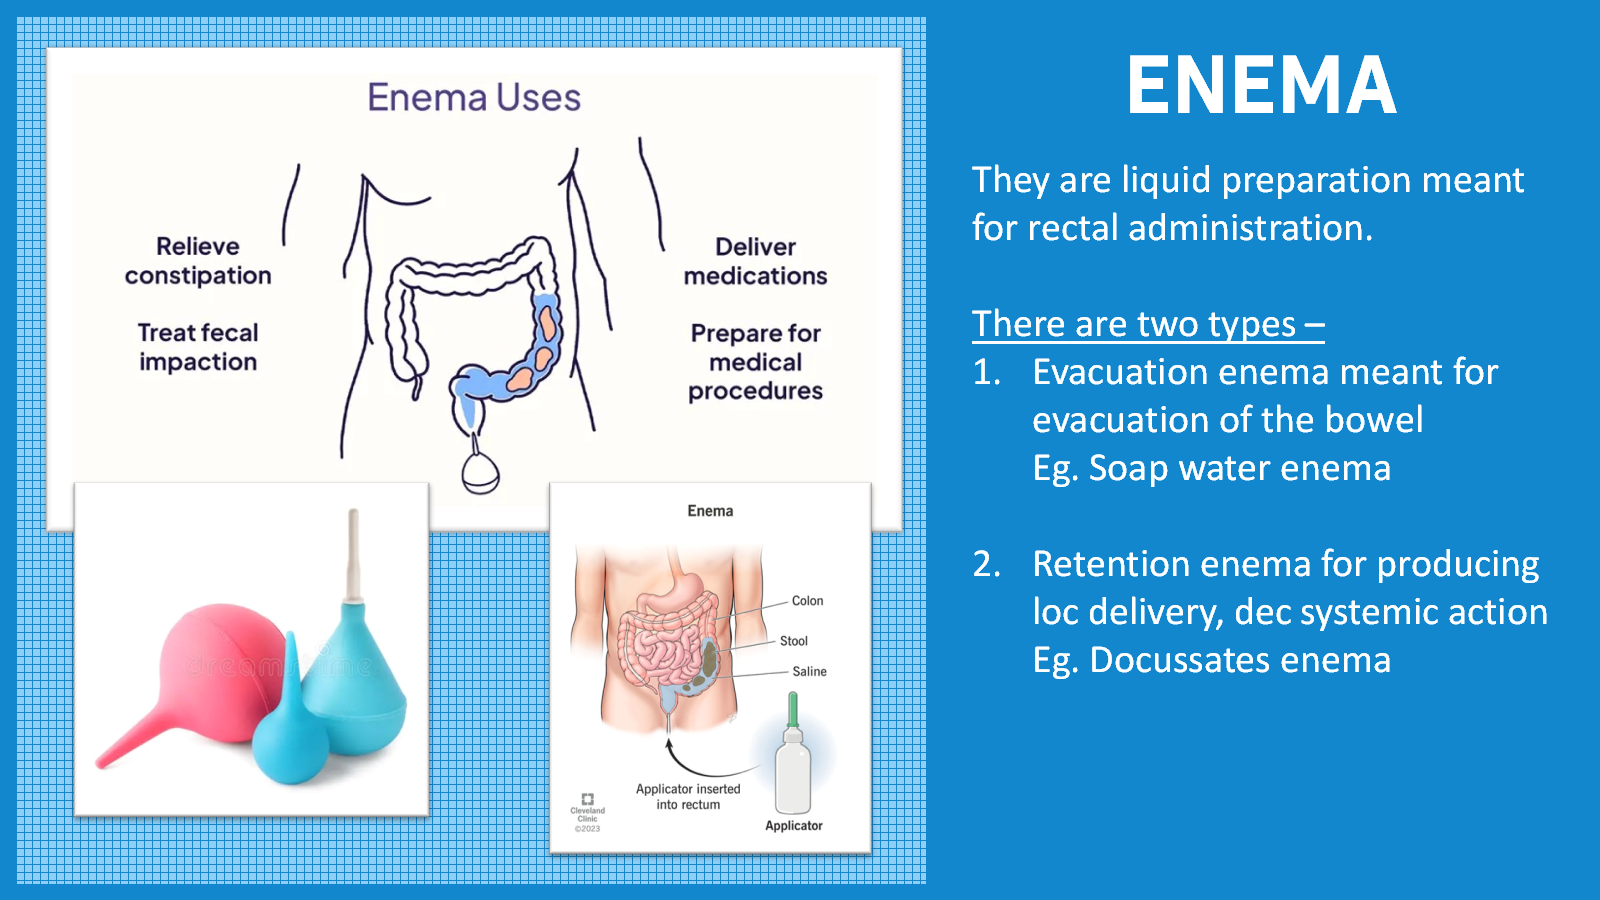 Enema Uses
Relieve
constipation
Treat fecal
impaction
Deliver
medications
Prepare for
medical
procedures
dreamstime
Enema
Colon
Stool
Saline
Applicator inserted
into rectum
Applicator
Cleveland
Clinic
©2023
ENEMA
They are liquid preparation meant
for rectal administration.
There are two types –
1. Evacuation enema meant for
evacuation of the bowel
Eg. Soap water enema
2. Retention enema for producing
loc delivery, dec systemic action
Eg. Docussates enema